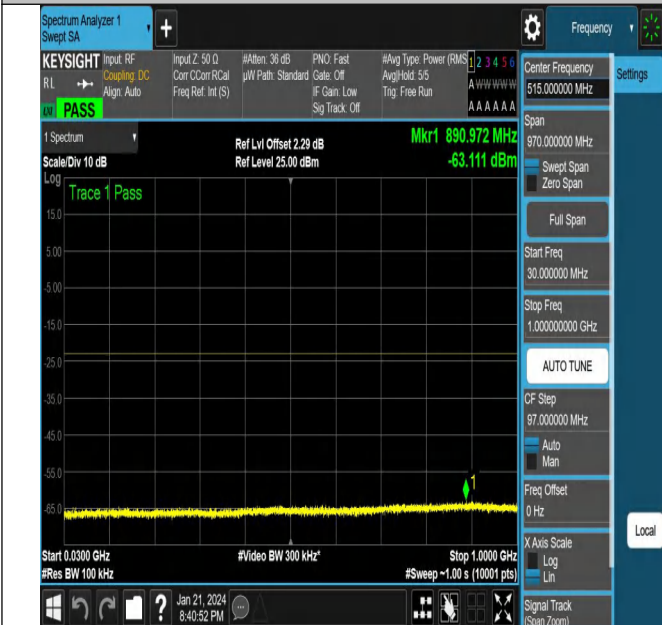 Spectrum Analyzer 1
Swept SA
Frequency
KEYSIGHT
RL
PASS
Input: RF
Coupling: DC
Align: Auto
Input Z: 50 Ω
Corr CCorr RCal
Freq Ref: Int (S)
#Atten: 36 dB
µW Path: Standard
PNO: Fast
Gate: Off
IF Gain: Low
Sig Track: Off
#Avg Type: Power (RMS
Avg|Hold: 5/5
Trig: Free Run
1 2 3 4 5 6
A W W W W W
A A A A A A
1 Spectrum
Scale/Div 10 dB
Ref Lvl Offset 2.29 dB
Ref Level 25.00 dBm
Mkr1 890.972 MHz
-63.111 dBm
Log
Trace 1 Pass
15.0
5.00
-5.00
-15.0
-25.0
-35.0
-45.0
-55.0
-65.0
1
Start 0.0300 GHz
#Res BW 100 kHz
#Video BW 300 kHz*
Stop 1.0000 GHz
#Sweep ~1.00 s (10001 pts)
?
Jan 21, 2024
8:40:52 PM
Center Frequency
515.000000 MHz
Settings
Span
970.000000 MHz
Swept Span
Zero Span
Full Span
Start Freq
30.000000 MHz
Stop Freq
1.000000000 GHz
AUTO TUNE
CF Step
97.000000 MHz
Auto
Man
Freq Offset
0 Hz
Local
X Axis Scale
Log
Lin
Signal Track
(Span Zoom)